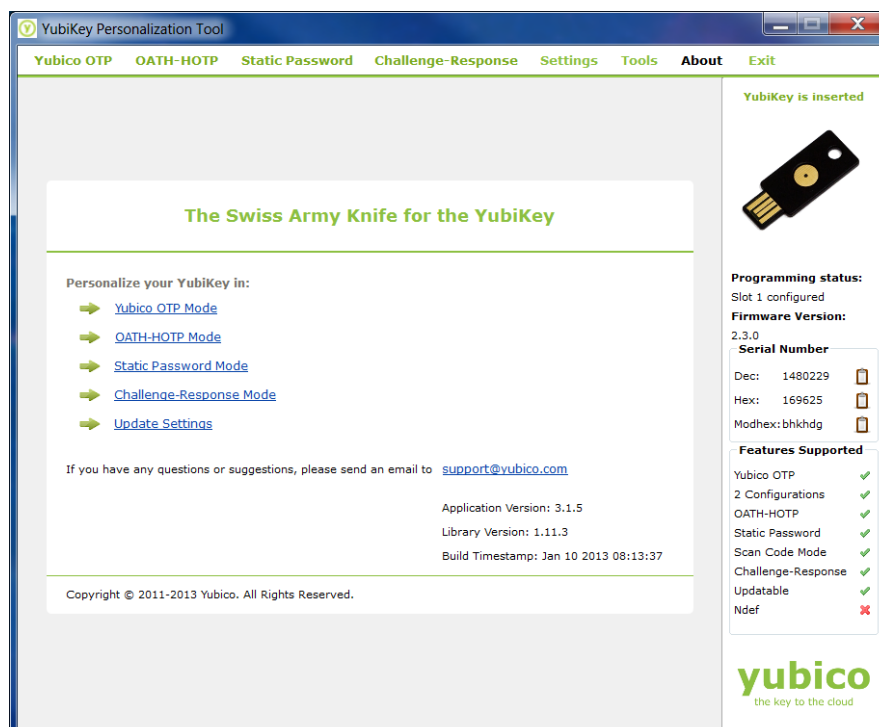 YubiKey Personalization Tool
Yubico OTP OATH-HOTP Static Password Challenge-Response Settings Tools About Exit
YubiKey is inserted
The Swiss Army Knife for the YubiKey
Personalize your YubiKey in:
Yubico OTP Mode
OATH-HOTP Mode
Static Password Mode
Challenge-Response Mode
Update Settings
If you have any questions or suggestions, please send an email to support@yubico.com
Application Version: 3.1.5
Library Version: 1.11.3
Build Timestamp: Jan 10 2013 08:13:37
Copyright © 2011-2013 Yubico. All Rights Reserved.
Programming status:
Slot 1 configured
Firmware Version:
2.3.0
Serial Number
Dec: 1480229
Hex: 169625
Modhex: bhkhdg
Features Supported
Yubico OTP
2 Configurations
OATH-HOTP
Static Password
Scan Code Mode
Challenge-Response
Updatable
Ndef
yubico
the key to the cloud